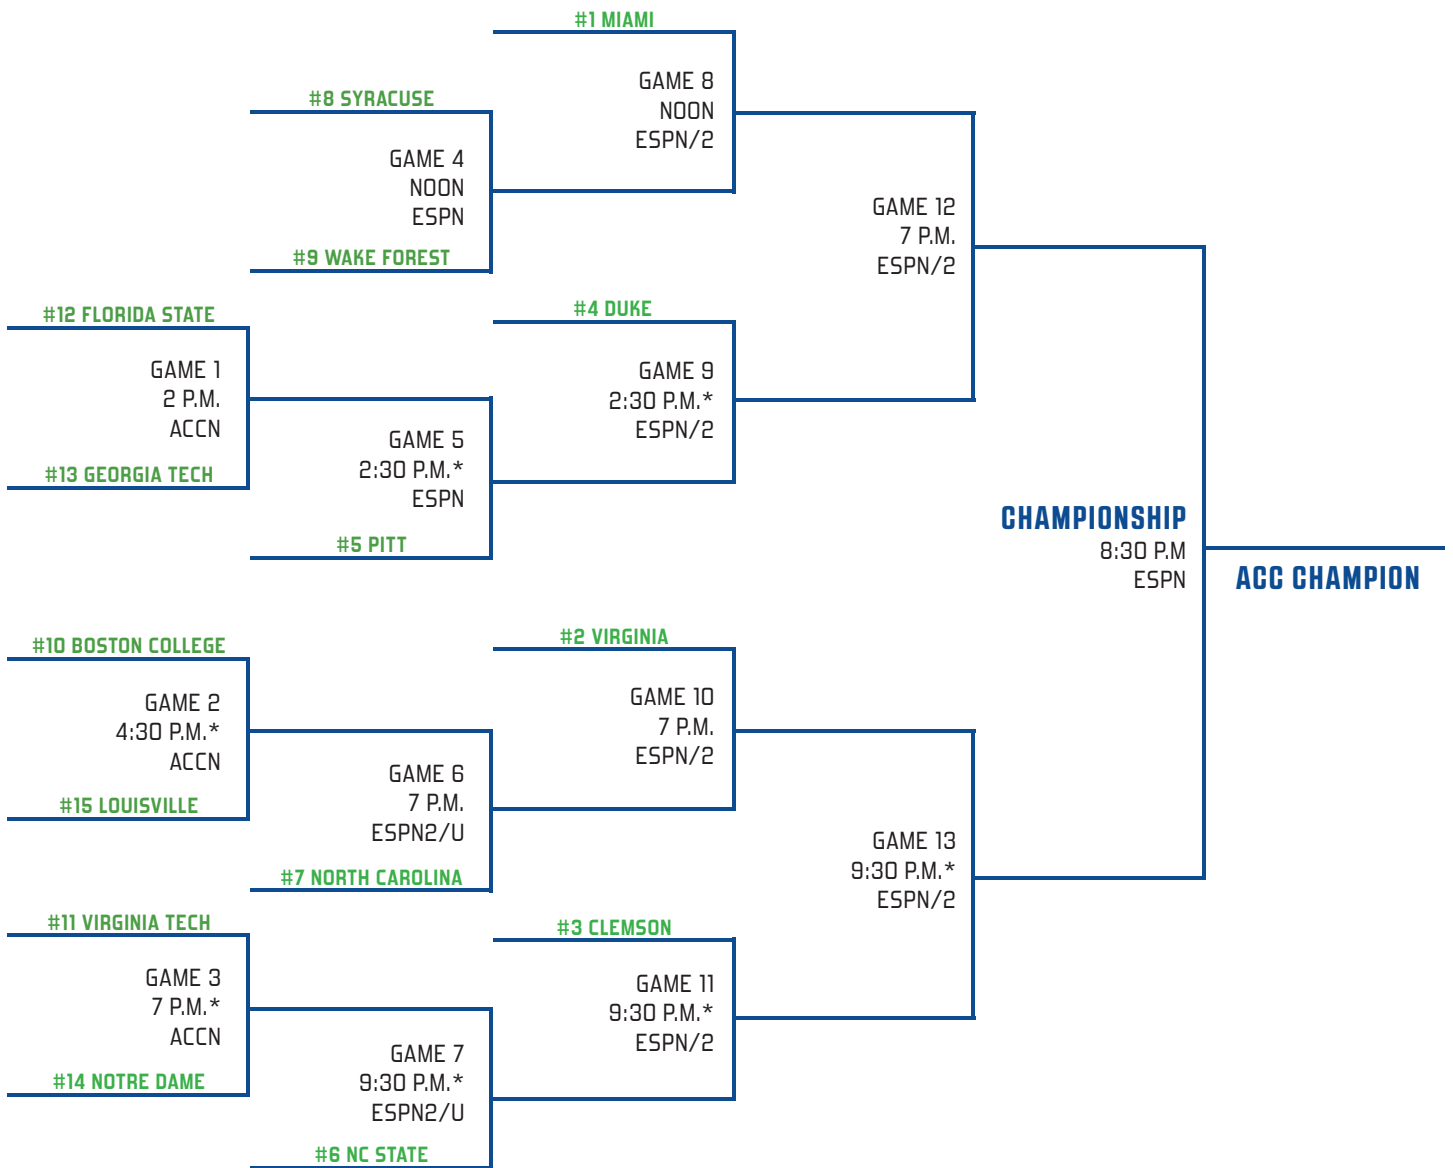 #1 MIAMI
GAME 8
NOON
ESPN/2
#8 SYRACUSE
GAME 4
NOON
ESPN
#9 WAKE FOREST
GAME 12
7 P.M.
ESPN/2
#12 FLORIDA STATE
GAME 1
2 P.M.
ACCN
#13 GEORGIA TECH
#4 DUKE
GAME 9
2:30 P.M.*
ESPN/2
GAME 5
2:30 P.M.*
ESPN
#5 PITT
CHAMPIONSHIP
8:30 P.M
ESPN
ACC CHAMPION
#10 BOSTON COLLEGE
GAME 2
4:30 P.M.*
ACCN
#15 LOUISVILLE
#2 VIRGINIA
GAME 10
7 P.M.
ESPN/2
GAME 6
7 P.M.
ESPN2/U
#7 NORTH CAROLINA
GAME 13
9:30 P.M.*
ESPN/2
#11 VIRGINIA TECH
GAME 3
7 P.M.*
ACCN
#14 NOTRE DAME
#3 CLEMSON
GAME 11
9:30 P.M.*
ESPN/2
GAME 7
9:30 P.M.*
ESPN2/U
#6 NC STATE